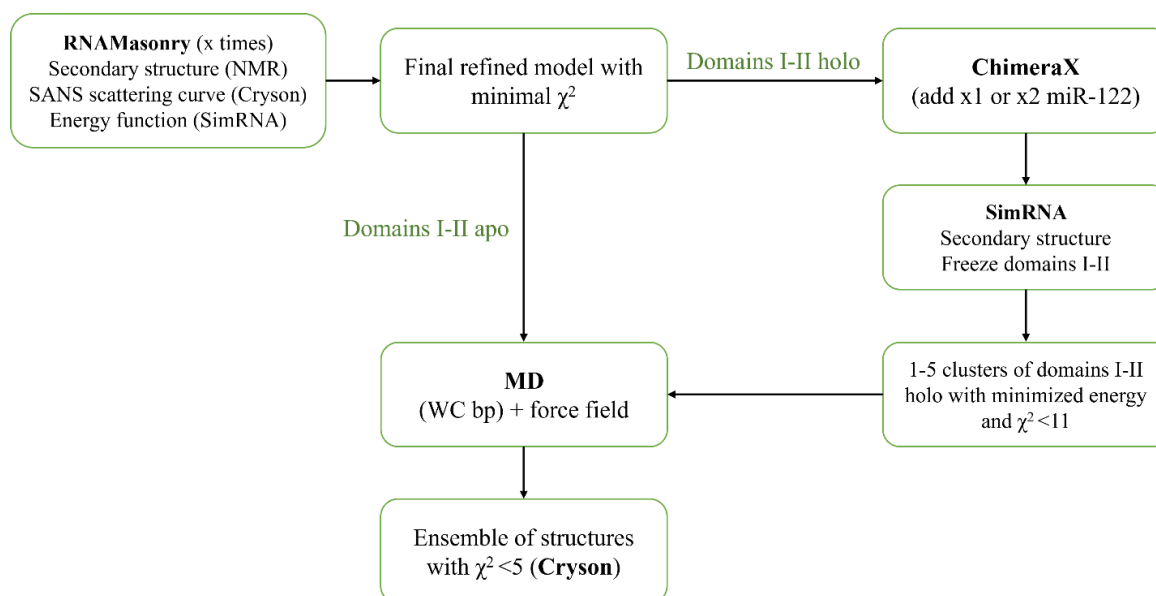 RNAMasonry (x times)
Secondary structure (NMR)
SANS scattering curve (Cryson)
Energy function (SimRNA)
Final refined model with
minimal χ²
Domains I-II holo
ChimeraX
(add x1 or x2 miR-122)
SimRNA
Secondary structure
Freeze domains I-II
Domains I-II apo
1-5 clusters of domains I-II
holo with minimized energy
and χ² <11
MD
(WC bp) + force field
Ensemble of structures
with χ² <5 (Cryson)